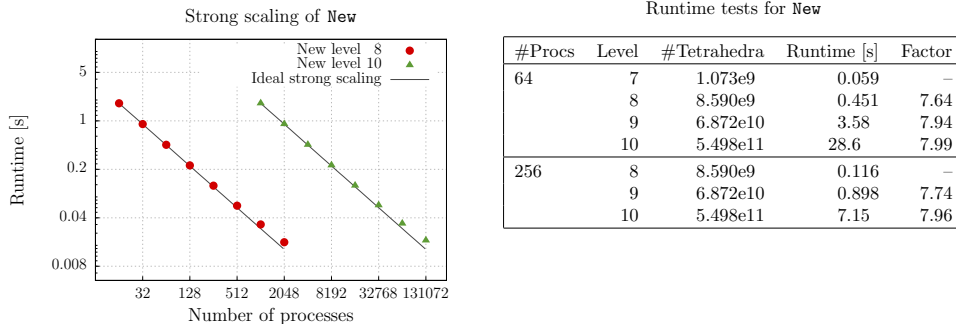 Strong scaling of New
New level 8
New level 10
Ideal strong scaling
Runtime [s]
5
1
0.2
0.04
0.008
32 128 512 2048 8192 32768 131072
Number of processes
Runtime tests for New
#Procs Level #Tetrahedra Runtime [s] Factor
64 7 1.073e9 0.059 –
8 8.590e9 0.451 7.64
9 6.872e10 3.58 7.94
10 5.498e11 28.6 7.99
256 8 8.590e9 0.116 –
9 6.872e10 0.898 7.74
10 5.498e11 7.15 7.96